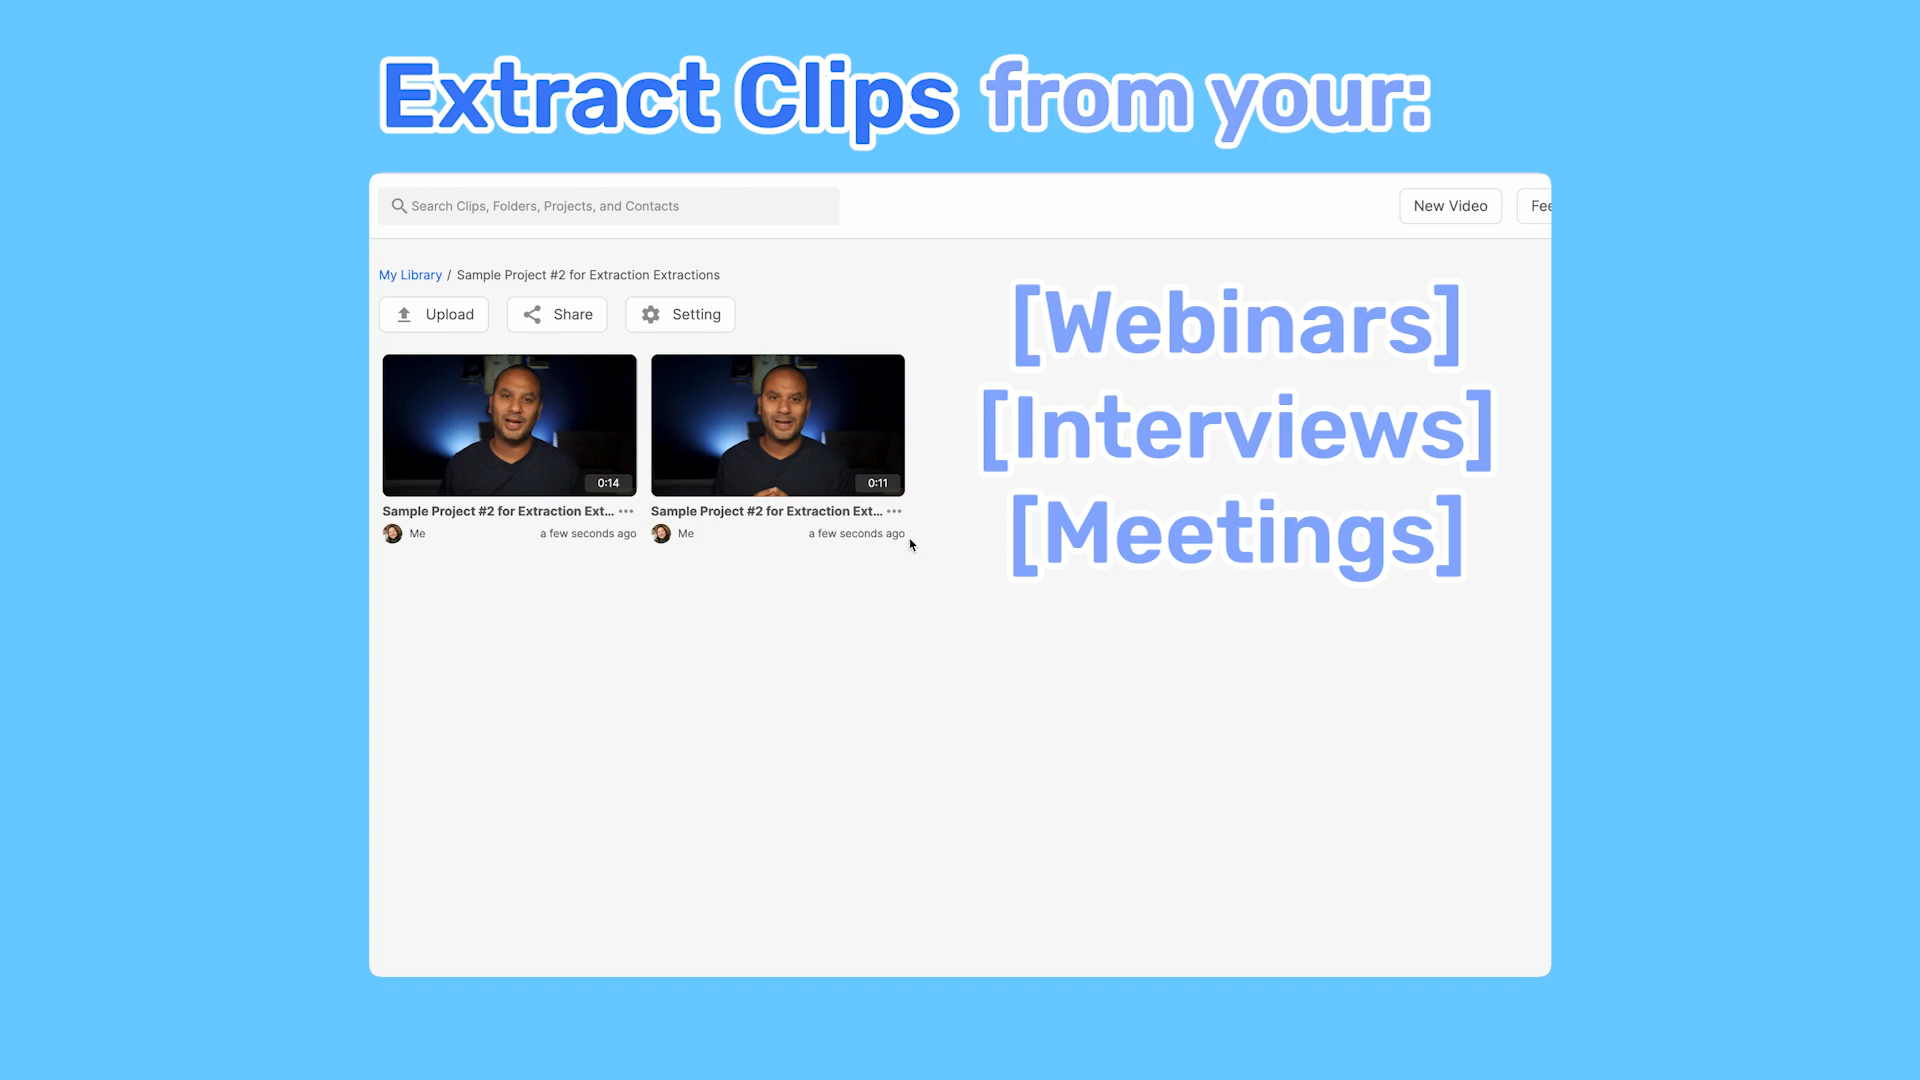 Extract Clips from your:
Search Clips, Folders, Projects, and Contacts
New Video
Fee
My Library / Sample Project #2 for Extraction Extractions
Upload
Share
Setting
[Webinars]
[Interviews]
[Meetings]
0:14
0:11
Sample Project #2 for Extraction Ext...
Me
a few seconds ago
Sample Project #2 for Extraction Ext...
Me
a few seconds ago